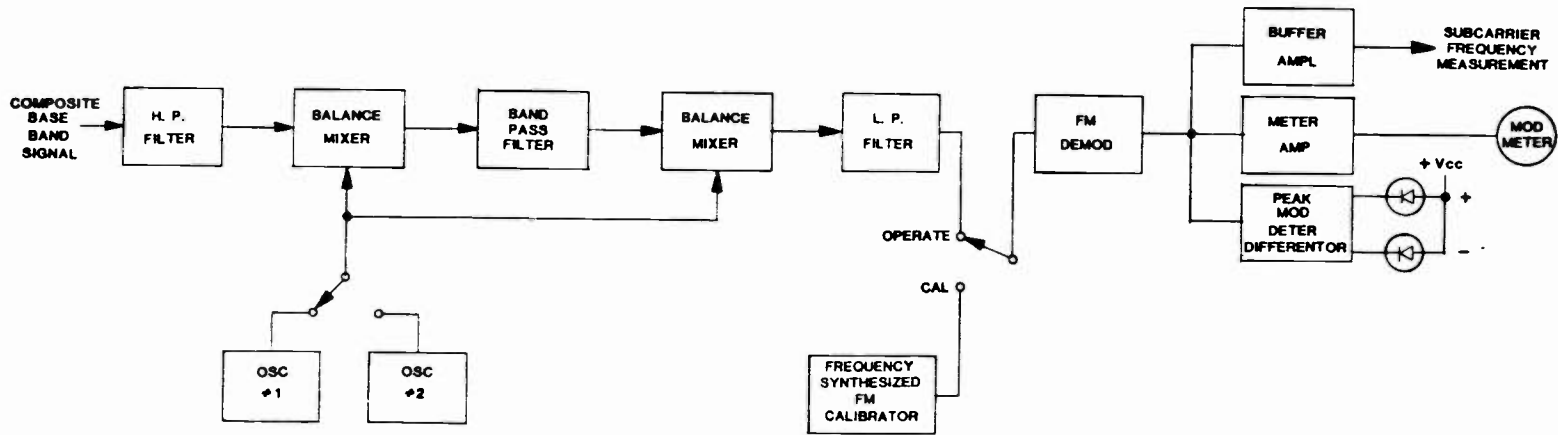 COMPOSITE
BASE
BAND
SIGNAL
H. P.
FILTER
BALANCE
MIXER
BAND
PASS
FILTER
BALANCE
MIXER
L. P.
FILTER
FM
DEMOD
BUFFER
AMPL
SUBCARRIER
FREQUENCY
MEASUREMENT
METER
AMP
MOD
METER
+ Vcc
+
-
PEAK
MOD
DETER
DIFFERENTOR
OPERATE
CAL
OSC
#1
OSC
#2
FREQUENCY
SYNTHESIZED
FM
CALIBRATOR